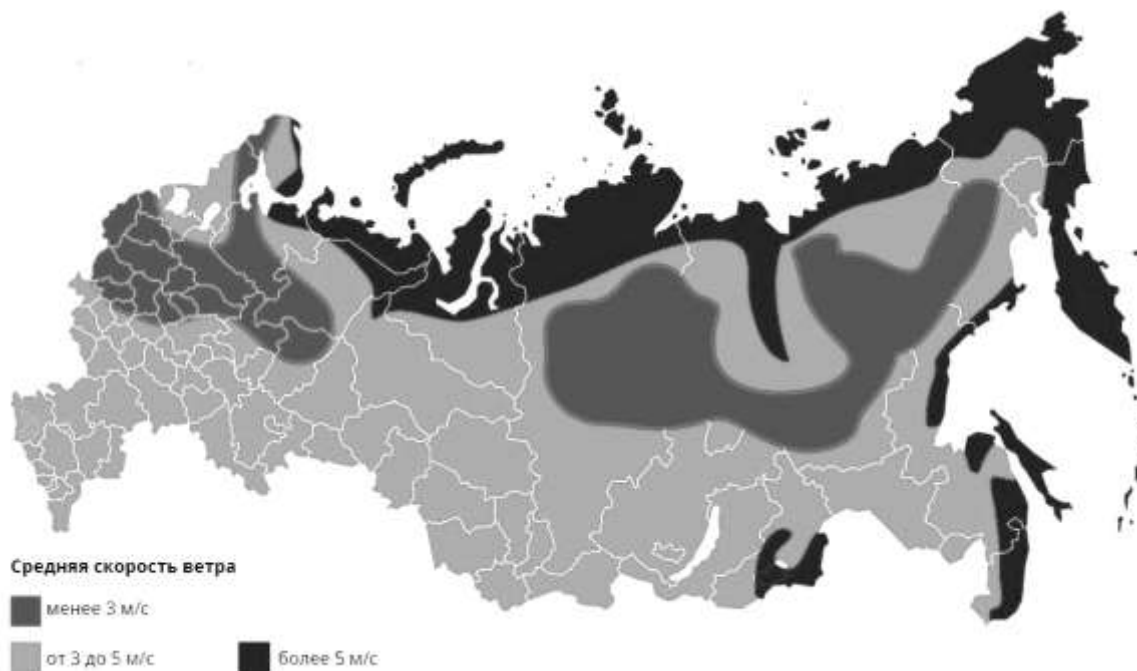 Средняя скорость ветра
менее 3 м/с
от 3 до 5 м/с
более 5 м/с